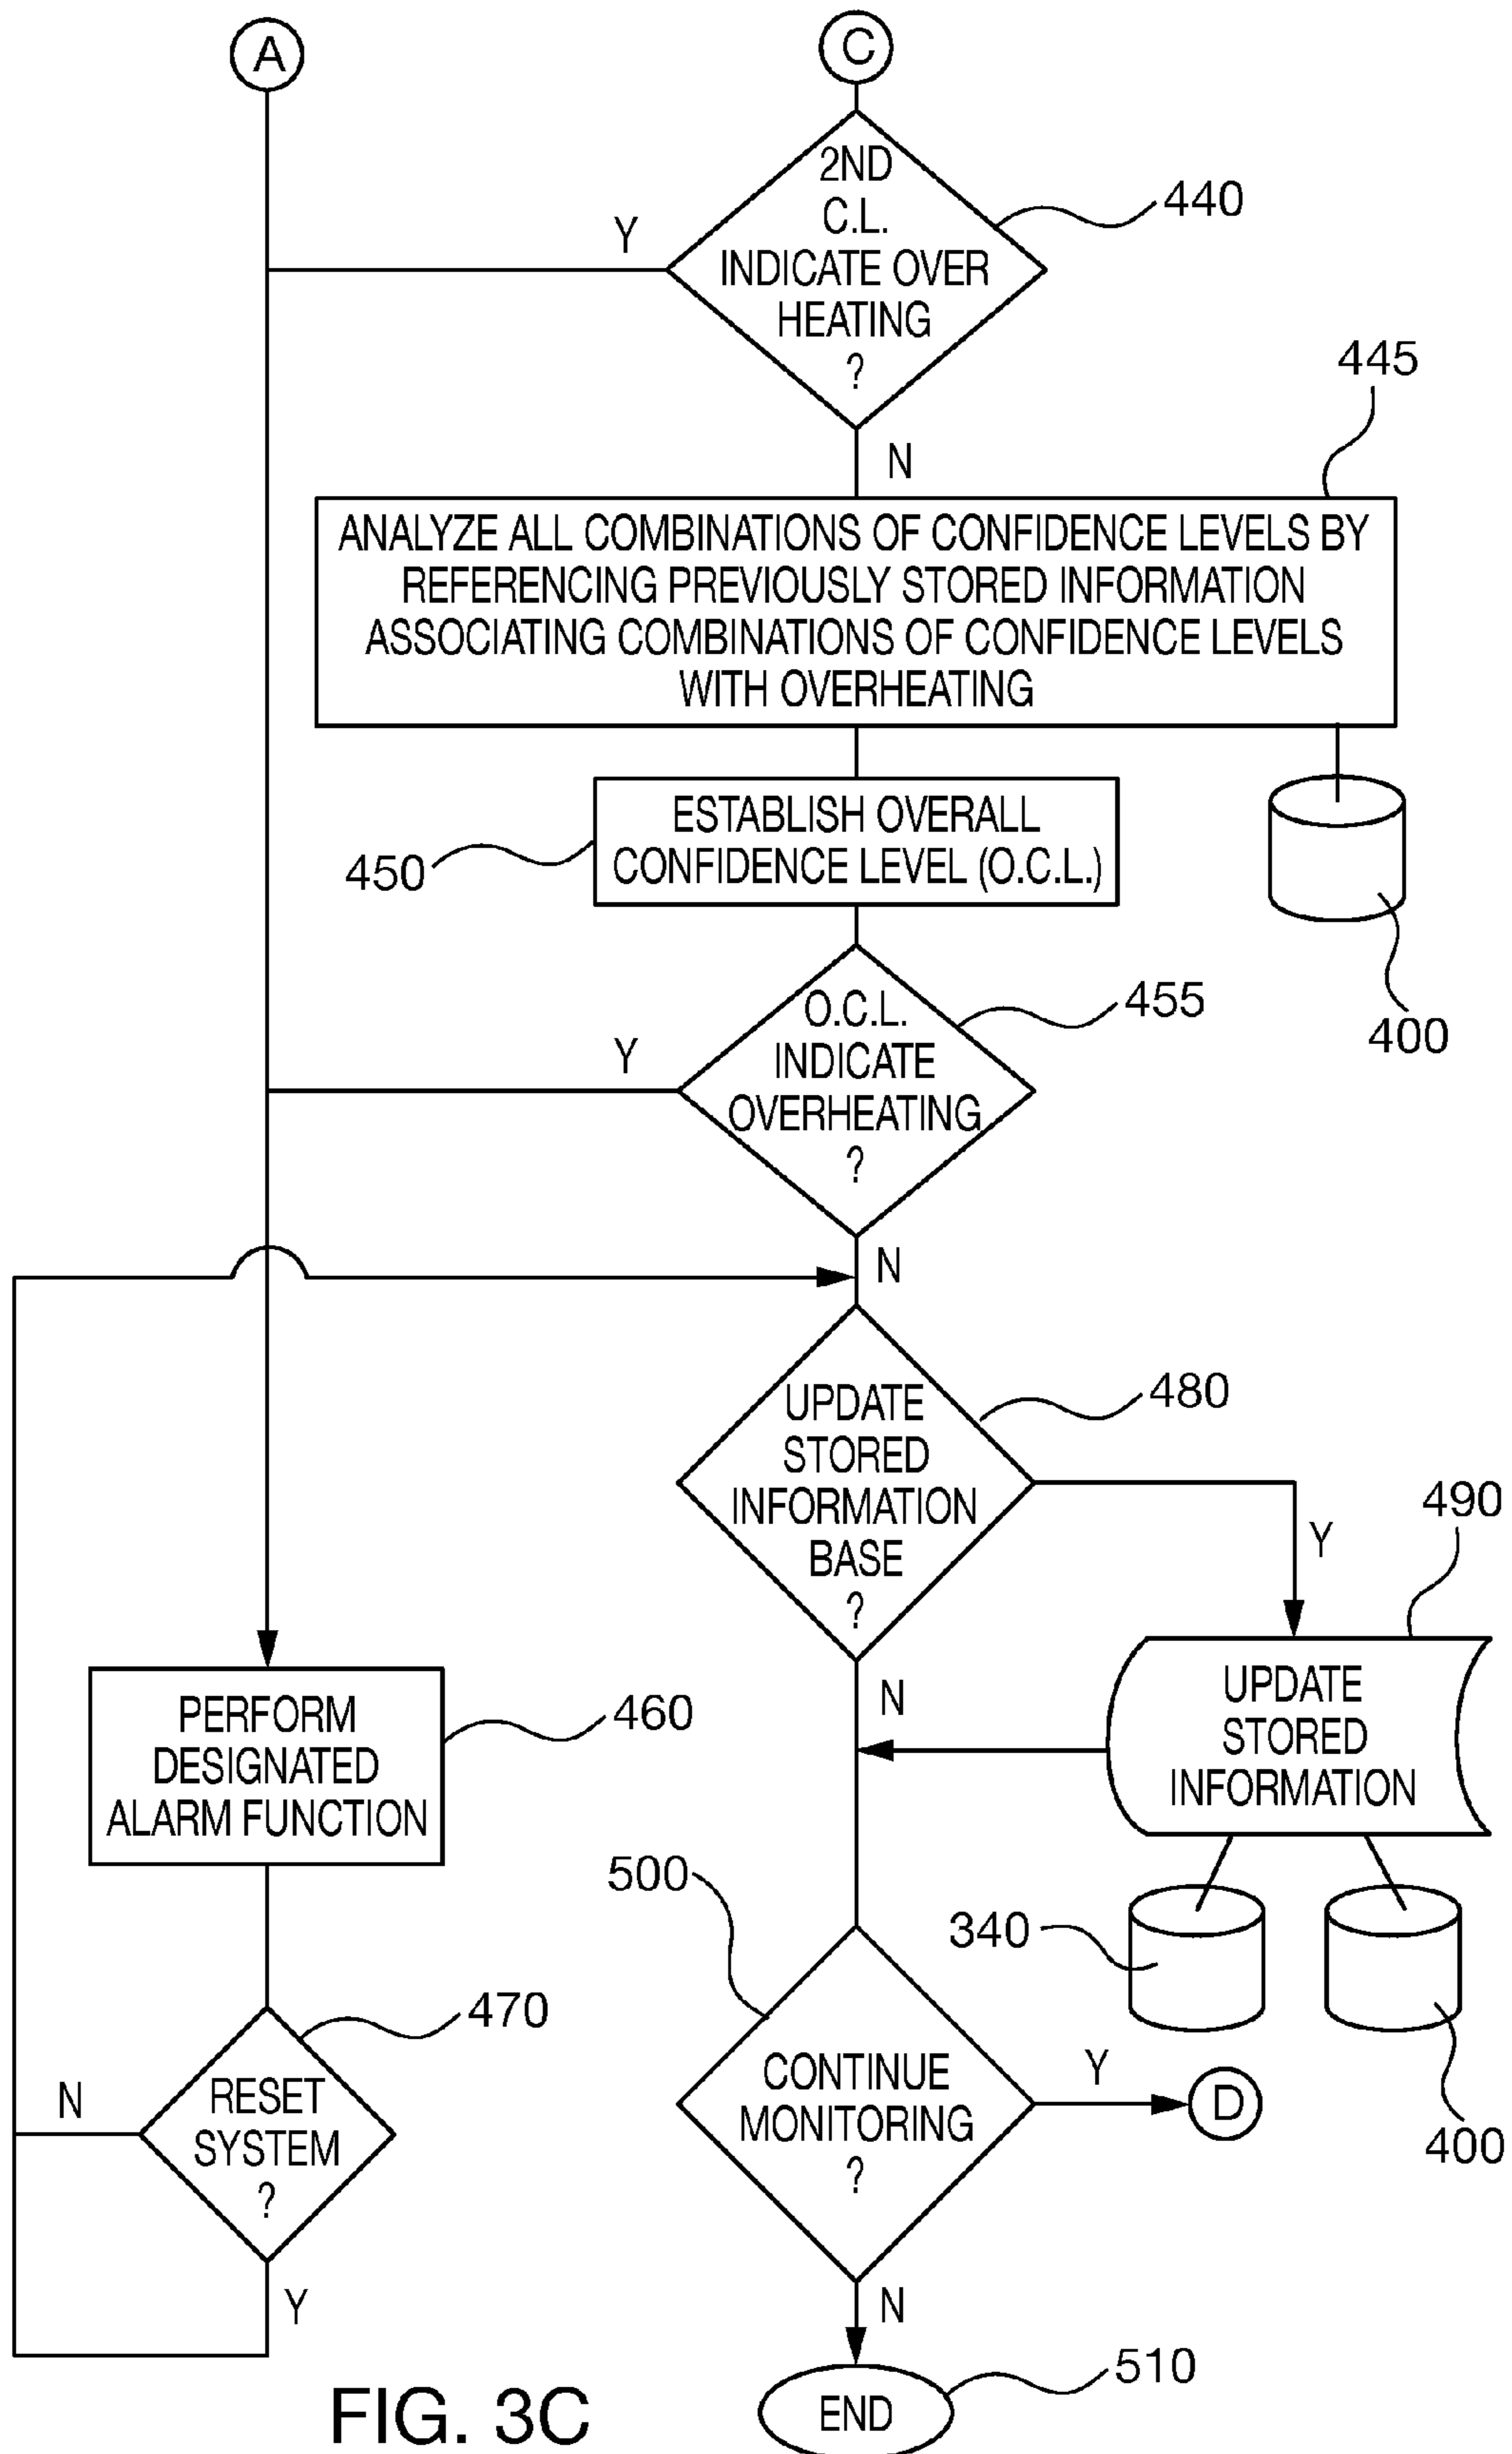 A
C
2ND
C.L.
INDICATE OVER
HEATING
?
440
Y
N
445
ANALYZE ALL COMBINATIONS OF CONFIDENCE LEVELS BY
REFERENCING PREVIOUSLY STORED INFORMATION
ASSOCIATING COMBINATIONS OF CONFIDENCE LEVELS
WITH OVERHEATING
400
ESTABLISH OVERALL
CONFIDENCE LEVEL (O.C.L.)
450
O.C.L.
INDICATE
OVERHEATING
?
455
Y
N
UPDATE
STORED
INFORMATION
BASE
?
480
Y
490
N
UPDATE
STORED
INFORMATION
340
400
PERFORM
DESIGNATED
ALARM FUNCTION
460
RESET
SYSTEM
?
470
N
Y
500
CONTINUE
MONITORING
?
Y
D
N
END
510
FIG. 3C